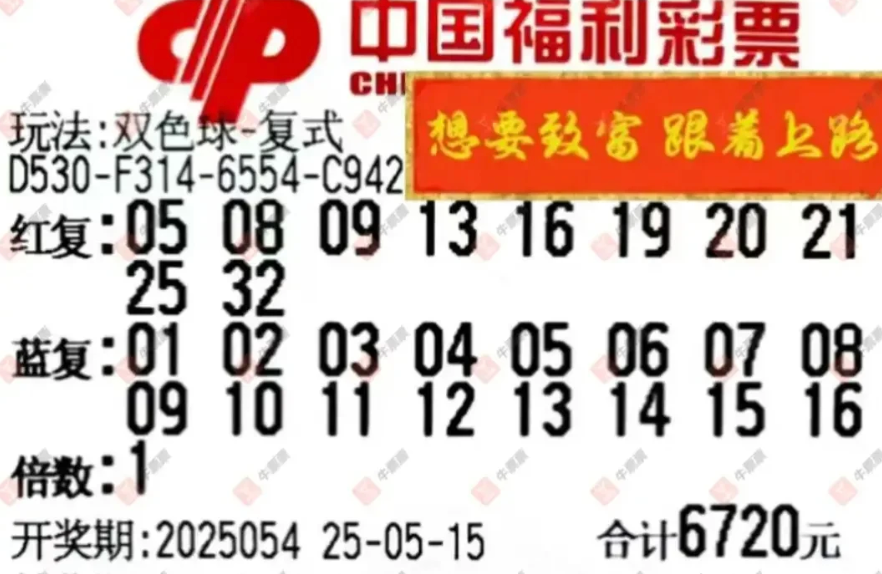 中国福利彩票
CHI
想要致富 跟着上路
玩法:双色球-复式
D530-F314-6554-C942
红复:05 08 09 13 16 19 20 21
25 32
蓝复:01 02 03 04 05 06 07 08
09 10 11 12 13 14 15 16
倍数:1
开奖期:2025054 25-05-15 合计6720元